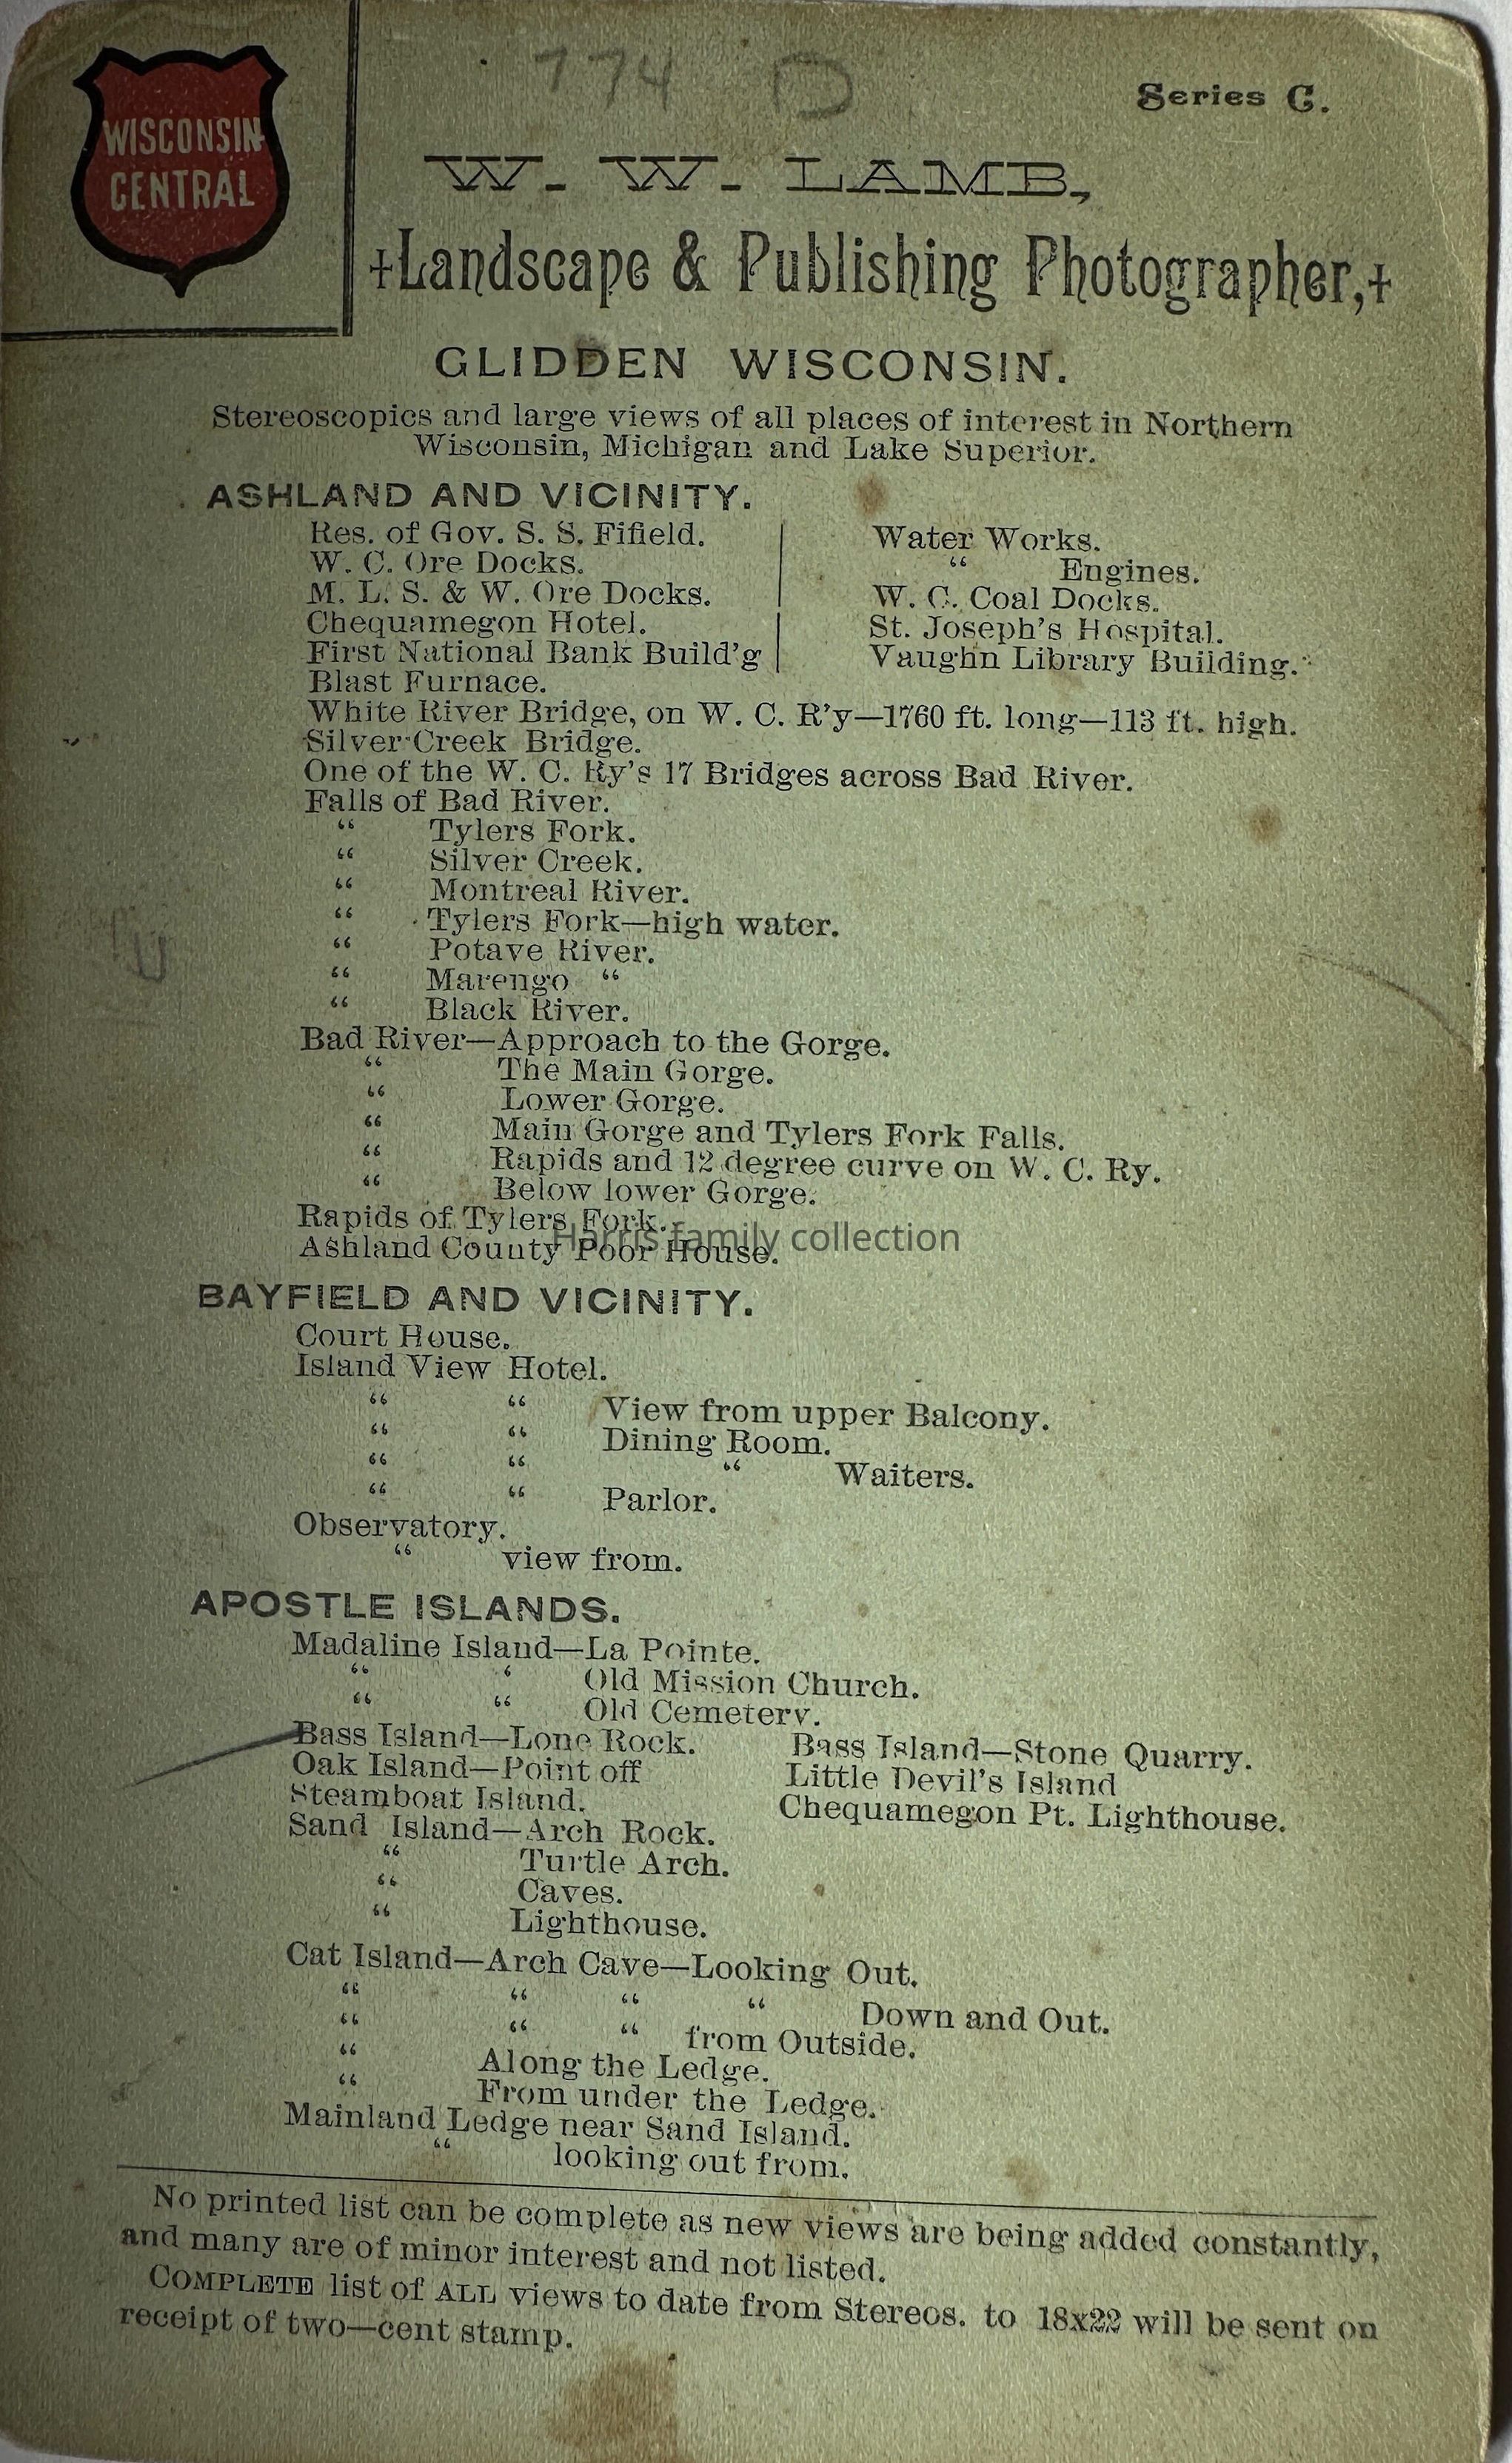 774 D
Series C.
WISCONSIN
CENTRAL
W. W. LAMB,
+Landscape & Publishing Photographer,+
GLIDDEN WISCONSIN.
Stereoscopics and large views of all places of interest in Northern
Wisconsin, Michigan and Lake Superior.
ASHLAND AND VICINITY.
Res. of Gov. S. S. Fifield.
W. C. Ore Docks.
M. L. S. & W. Ore Docks.
Chequamegon Hotel.
First National Bank Build'g
Blast Furnace.
Water Works.
“ Engines.
W. C. Coal Docks.
St. Joseph's Hospital.
Vaughn Library Building.
White River Bridge, on W. C. R'y—1760 ft. long—113 ft. high.
Silver Creek Bridge.
One of the W. C. Ry's 17 Bridges across Bad River.
Falls of Bad River.
“ Tylers Fork.
“ Silver Creek.
“ Montreal River.
“ Tylers Fork—high water.
“ Potave River.
“ Marengo “
“ Black River.
Bad River—Approach to the Gorge.
“ The Main Gorge.
“ Lower Gorge.
“ Main Gorge and Tylers Fork Falls.
“ Rapids and 12 degree curve on W. C. Ry.
“ Below lower Gorge.
Rapids of Tylers Fork.
Harris family collection
Ashland County Poor House.
BAYFIELD AND VICINITY.
Court House.
Island View Hotel.
“ “ View from upper Balcony.
“ “ Dining Room.
“ “ “ Waiters.
“ “ Parlor.
Observatory.
“ view from.
APOSTLE ISLANDS.
Madaline Island—La Pointe.
“ ‘ Old Mission Church.
“ “ Old Cemetery.
Bass Island—Lone Rock.
Oak Island—Point off
Steamboat Island.
Bass Island—Stone Quarry.
Little Devil's Island
Chequamegon Pt. Lighthouse.
Sand Island—Arch Rock.
“ Turtle Arch.
“ Caves.
“ Lighthouse.
Cat Island—Arch Cave—Looking Out.
“ “ “ “ Down and Out.
“ “ “ from Outside.
“ Along the Ledge.
“ From under the Ledge.
Mainland Ledge near Sand Island.
“ looking out from.
No printed list can be complete as new views are being added constantly,
and many are of minor interest and not listed.
COMPLETE list of ALL views to date from Stereos. to 18x22 will be sent on
receipt of two—cent stamp.